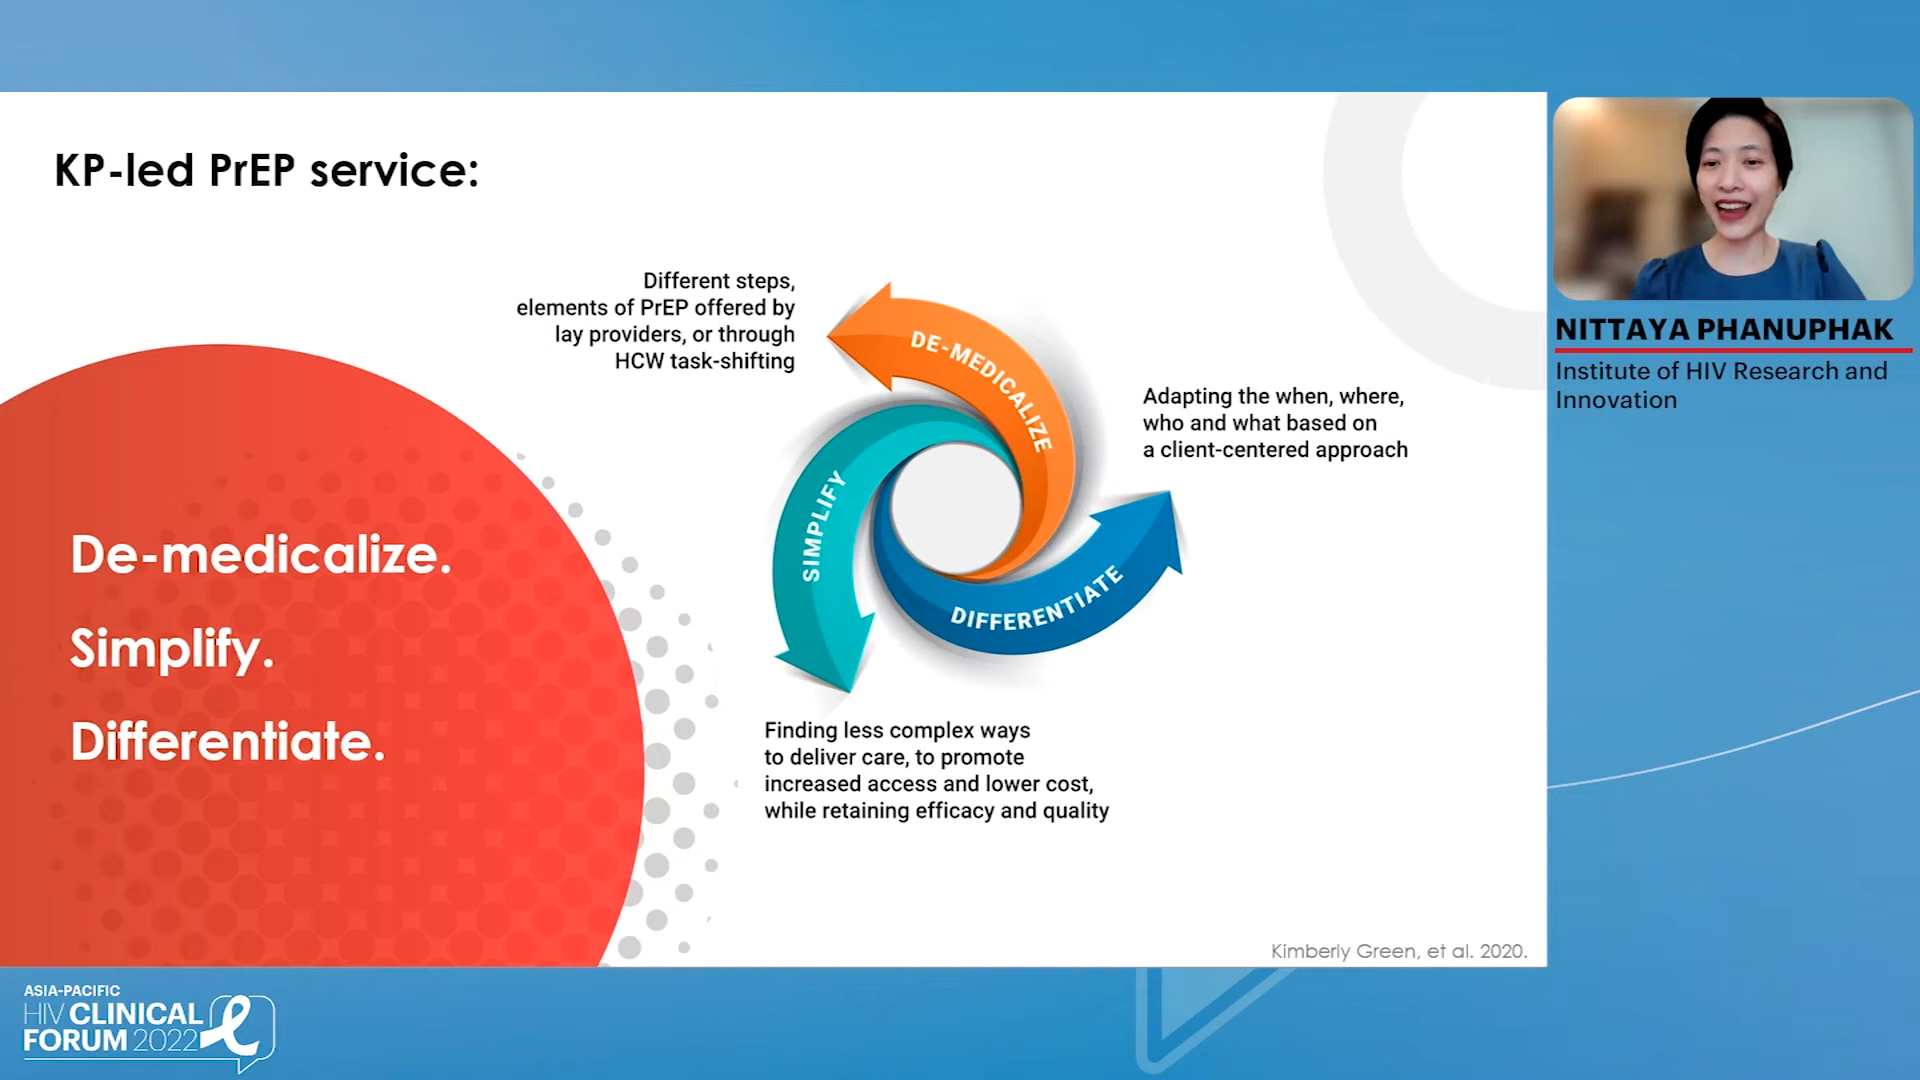 KP-led PrEP service:
De-medicalize.
Simplify.
Differentiate.
Different steps,
elements of PrEP offered by
lay providers, or through
HCW task-shifting
DE-MEDICALIZE
Adapting the when, where,
who and what based on
a client-centered approach
SIMPLIFY
DIFFERENTIATE
Finding less complex ways
to deliver care, to promote
increased access and lower cost,
while retaining efficacy and quality
Kimberly Green, et al. 2020.
NITTAYA PHANUPHAK
Institute of HIV Research and
Innovation
ASIA-PACIFIC
HIV CLINICAL
FORUM 2022